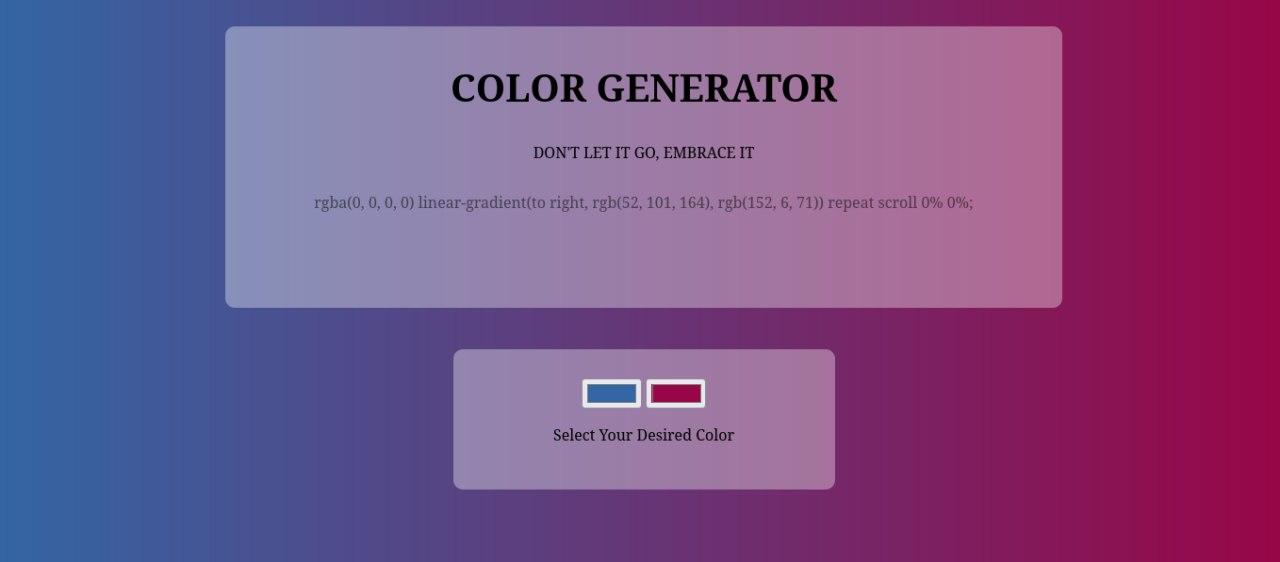 COLOR GENERATOR
DON'T LET IT GO, EMBRACE IT
rgba(0, 0, 0, 0) linear-gradient(to right, rgb(52, 101, 164), rgb(152, 6, 71)) repeat scroll 0% 0%;
Select Your Desired Color